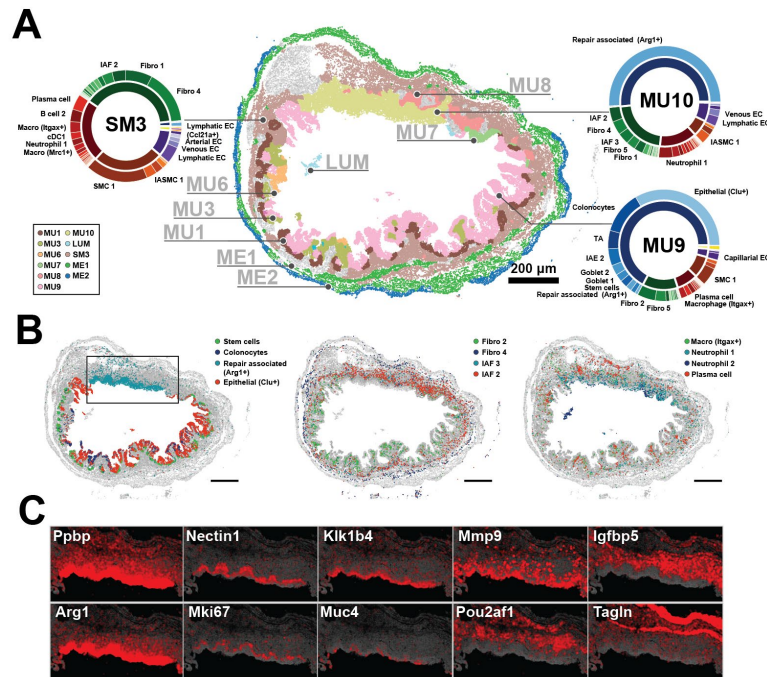 A
IAF 2
Fibro 1
Fibro 4
Plasma cell
B cell 2
Macro (Itgax+)
cDC1
Neutrophil 1
Macro (Mrc1+)
SMC 1
IASMC 1
Lymphatic EC
(Ccl21a+)
Arterial EC
Venous EC
Lymphatic EC
SM3
MU8
MU7
LUM
MU6
MU3
MU1
ME1
ME2
200 µm
Repair associated (Arg1+)
MU10
IAF 2
Fibro 4
IAF 3
Fibro 5
Fibro 1
Neutrophil 1
IASMC 1
Venous EC
Lymphatic EC
Epithelial (Clu+)
Colonocytes
MU9
TA
IAE 2
Goblet 2
Goblet 1
Stem cells
Repair associated (Arg1+)
Fibro 2
Fibro 5
Capillarial EC
SMC 1
Plasma cell
Macrophage (Itgax+)
MU1
MU3
MU6
MU7
MU8
MU9
MU10
LUM
SM3
ME1
ME2
B
Stem cells
Colonocytes
Repair associated
(Arg1+)
Epithelial (Clu+)
Fibro 2
Fibro 4
IAF 3
IAF 2
Macro (Itgax+)
Neutrophil 1
Neutrophil 2
Plasma cell
C
Ppbp
Nectin1
Klk1b4
Mmp9
Igfbp5
Arg1
Mki67
Muc4
Pou2af1
Tagln